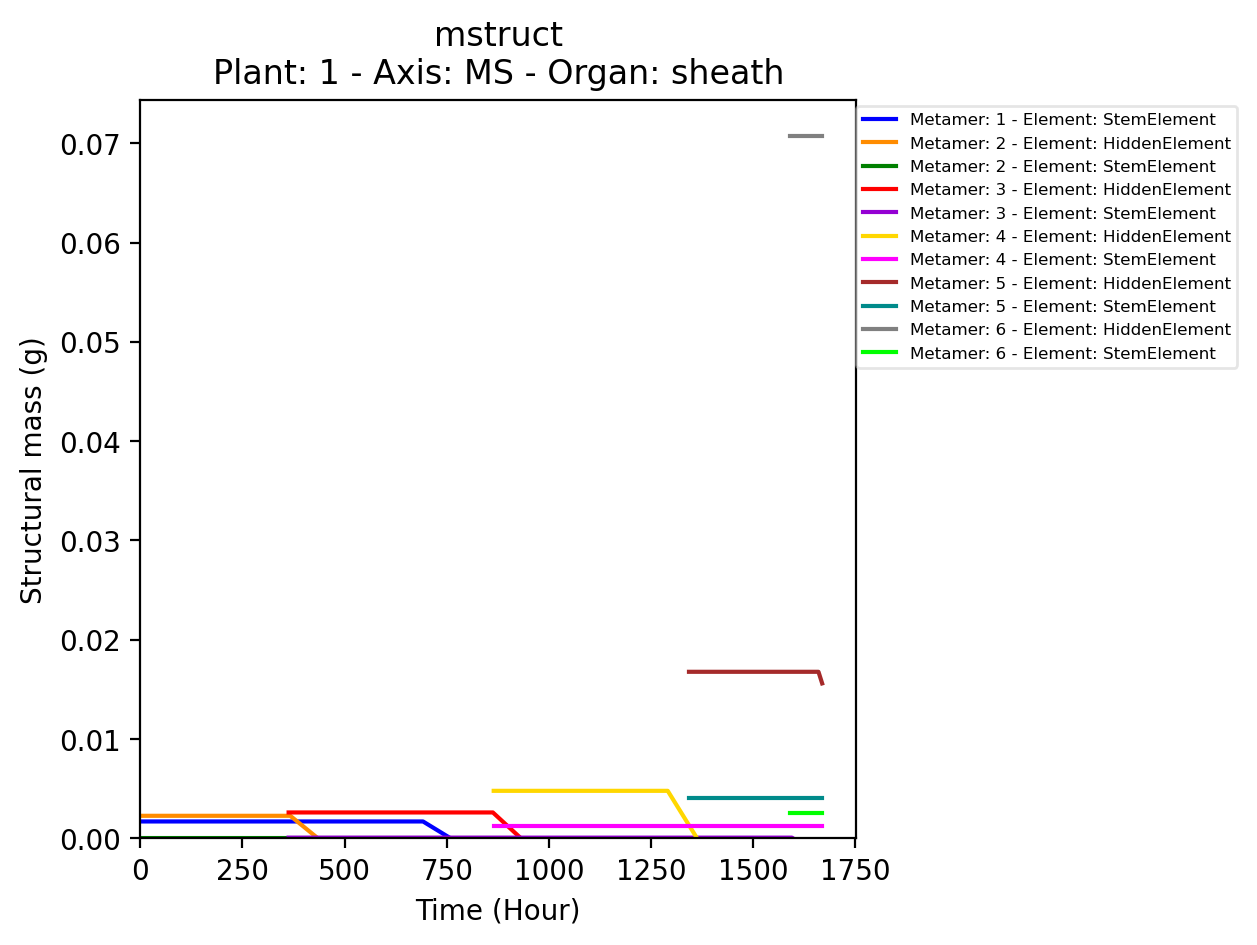 mstruct
Plant: 1 - Axis: MS - Organ: sheath
Structural mass (g)
0.07
0.06
0.05
0.04
0.03
0.02
0.01
0.00
0 250 500 750 1000 1250 1500 1750
Time (Hour)
Metamer: 1 - Element: StemElement
Metamer: 2 - Element: HiddenElement
Metamer: 2 - Element: StemElement
Metamer: 3 - Element: HiddenElement
Metamer: 3 - Element: StemElement
Metamer: 4 - Element: HiddenElement
Metamer: 4 - Element: StemElement
Metamer: 5 - Element: HiddenElement
Metamer: 5 - Element: StemElement
Metamer: 6 - Element: HiddenElement
Metamer: 6 - Element: StemElement